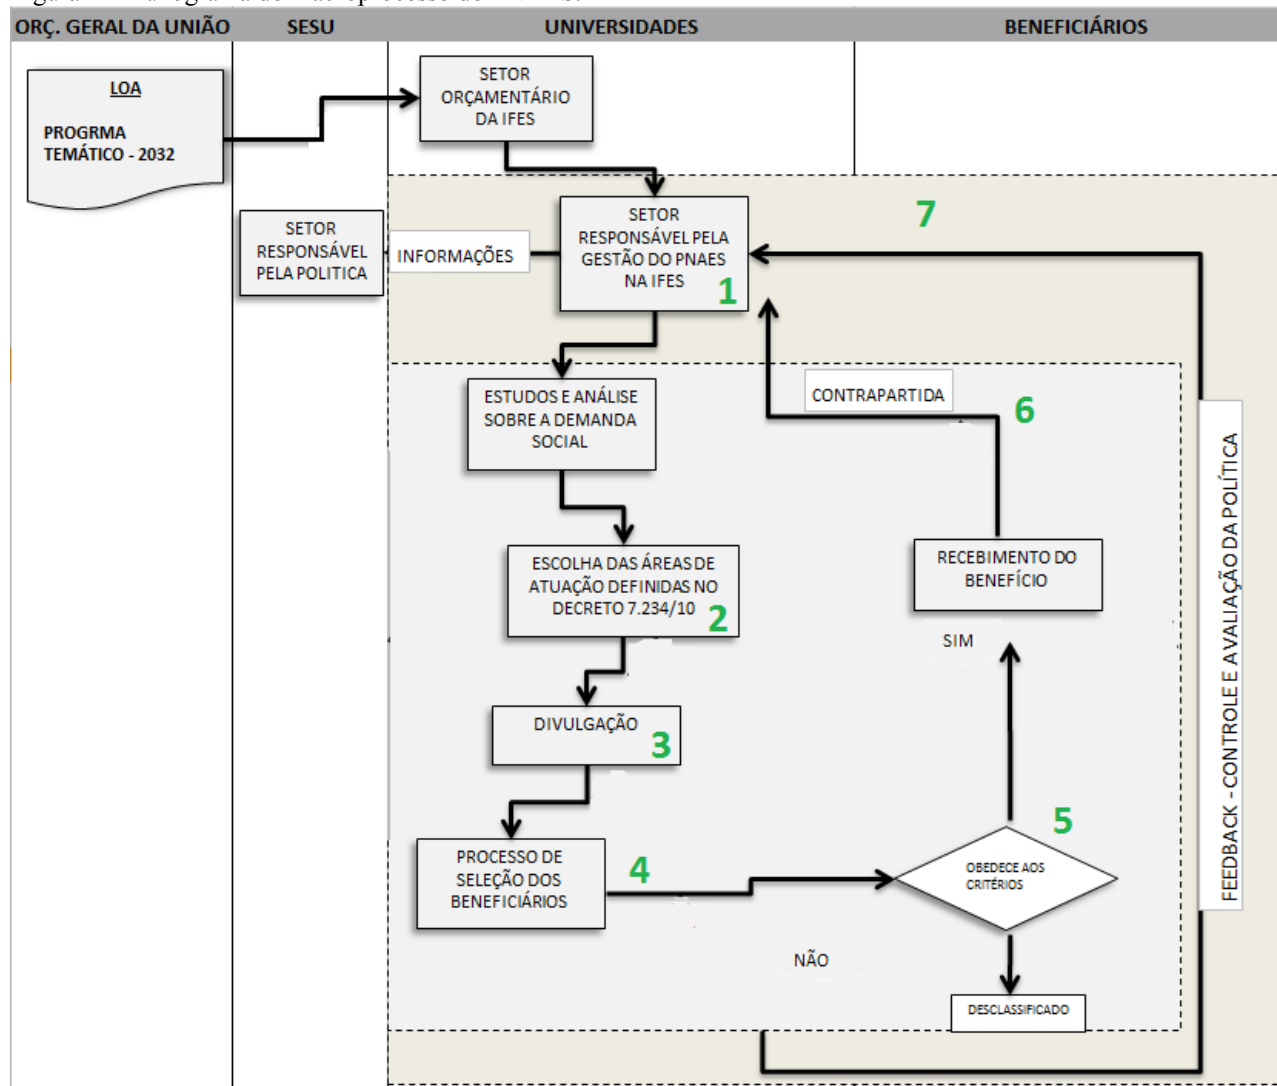 ORÇ. GERAL DA UNIÃO
SESU
UNIVERSIDADES
BENEFICIÁRIOS
LOA
PROGRMA
TEMÁTICO - 2032
SETOR
ORÇAMENTÁRIO
DA IFES
SETOR
RESPONSÁVEL
PELA POLITICA
INFORMAÇÕES
SETOR
RESPONSÁVEL PELA
GESTÃO DO PNAES
NA IFES
1
7
ESTUDOS E ANÁLISE
SOBRE A DEMANDA
SOCIAL
CONTRAPARTIDA
6
ESCOLHA DAS ÁREAS DE
ATUAÇÃO DEFINIDAS NO
DECRETO 7.234/10
2
RECEBIMENTO DO
BENEFÍCIO
SIM
DIVULGAÇÃO
3
PROCESSO DE
SELEÇÃO DOS
BENEFICIÁRIOS
4
5
OBEDECE AOS
CRITÉRIOS
NÃO
DESCLASSIFICADO
FEEDBACK - CONTROLE E AVALIAÇÃO DA POLÍTICA